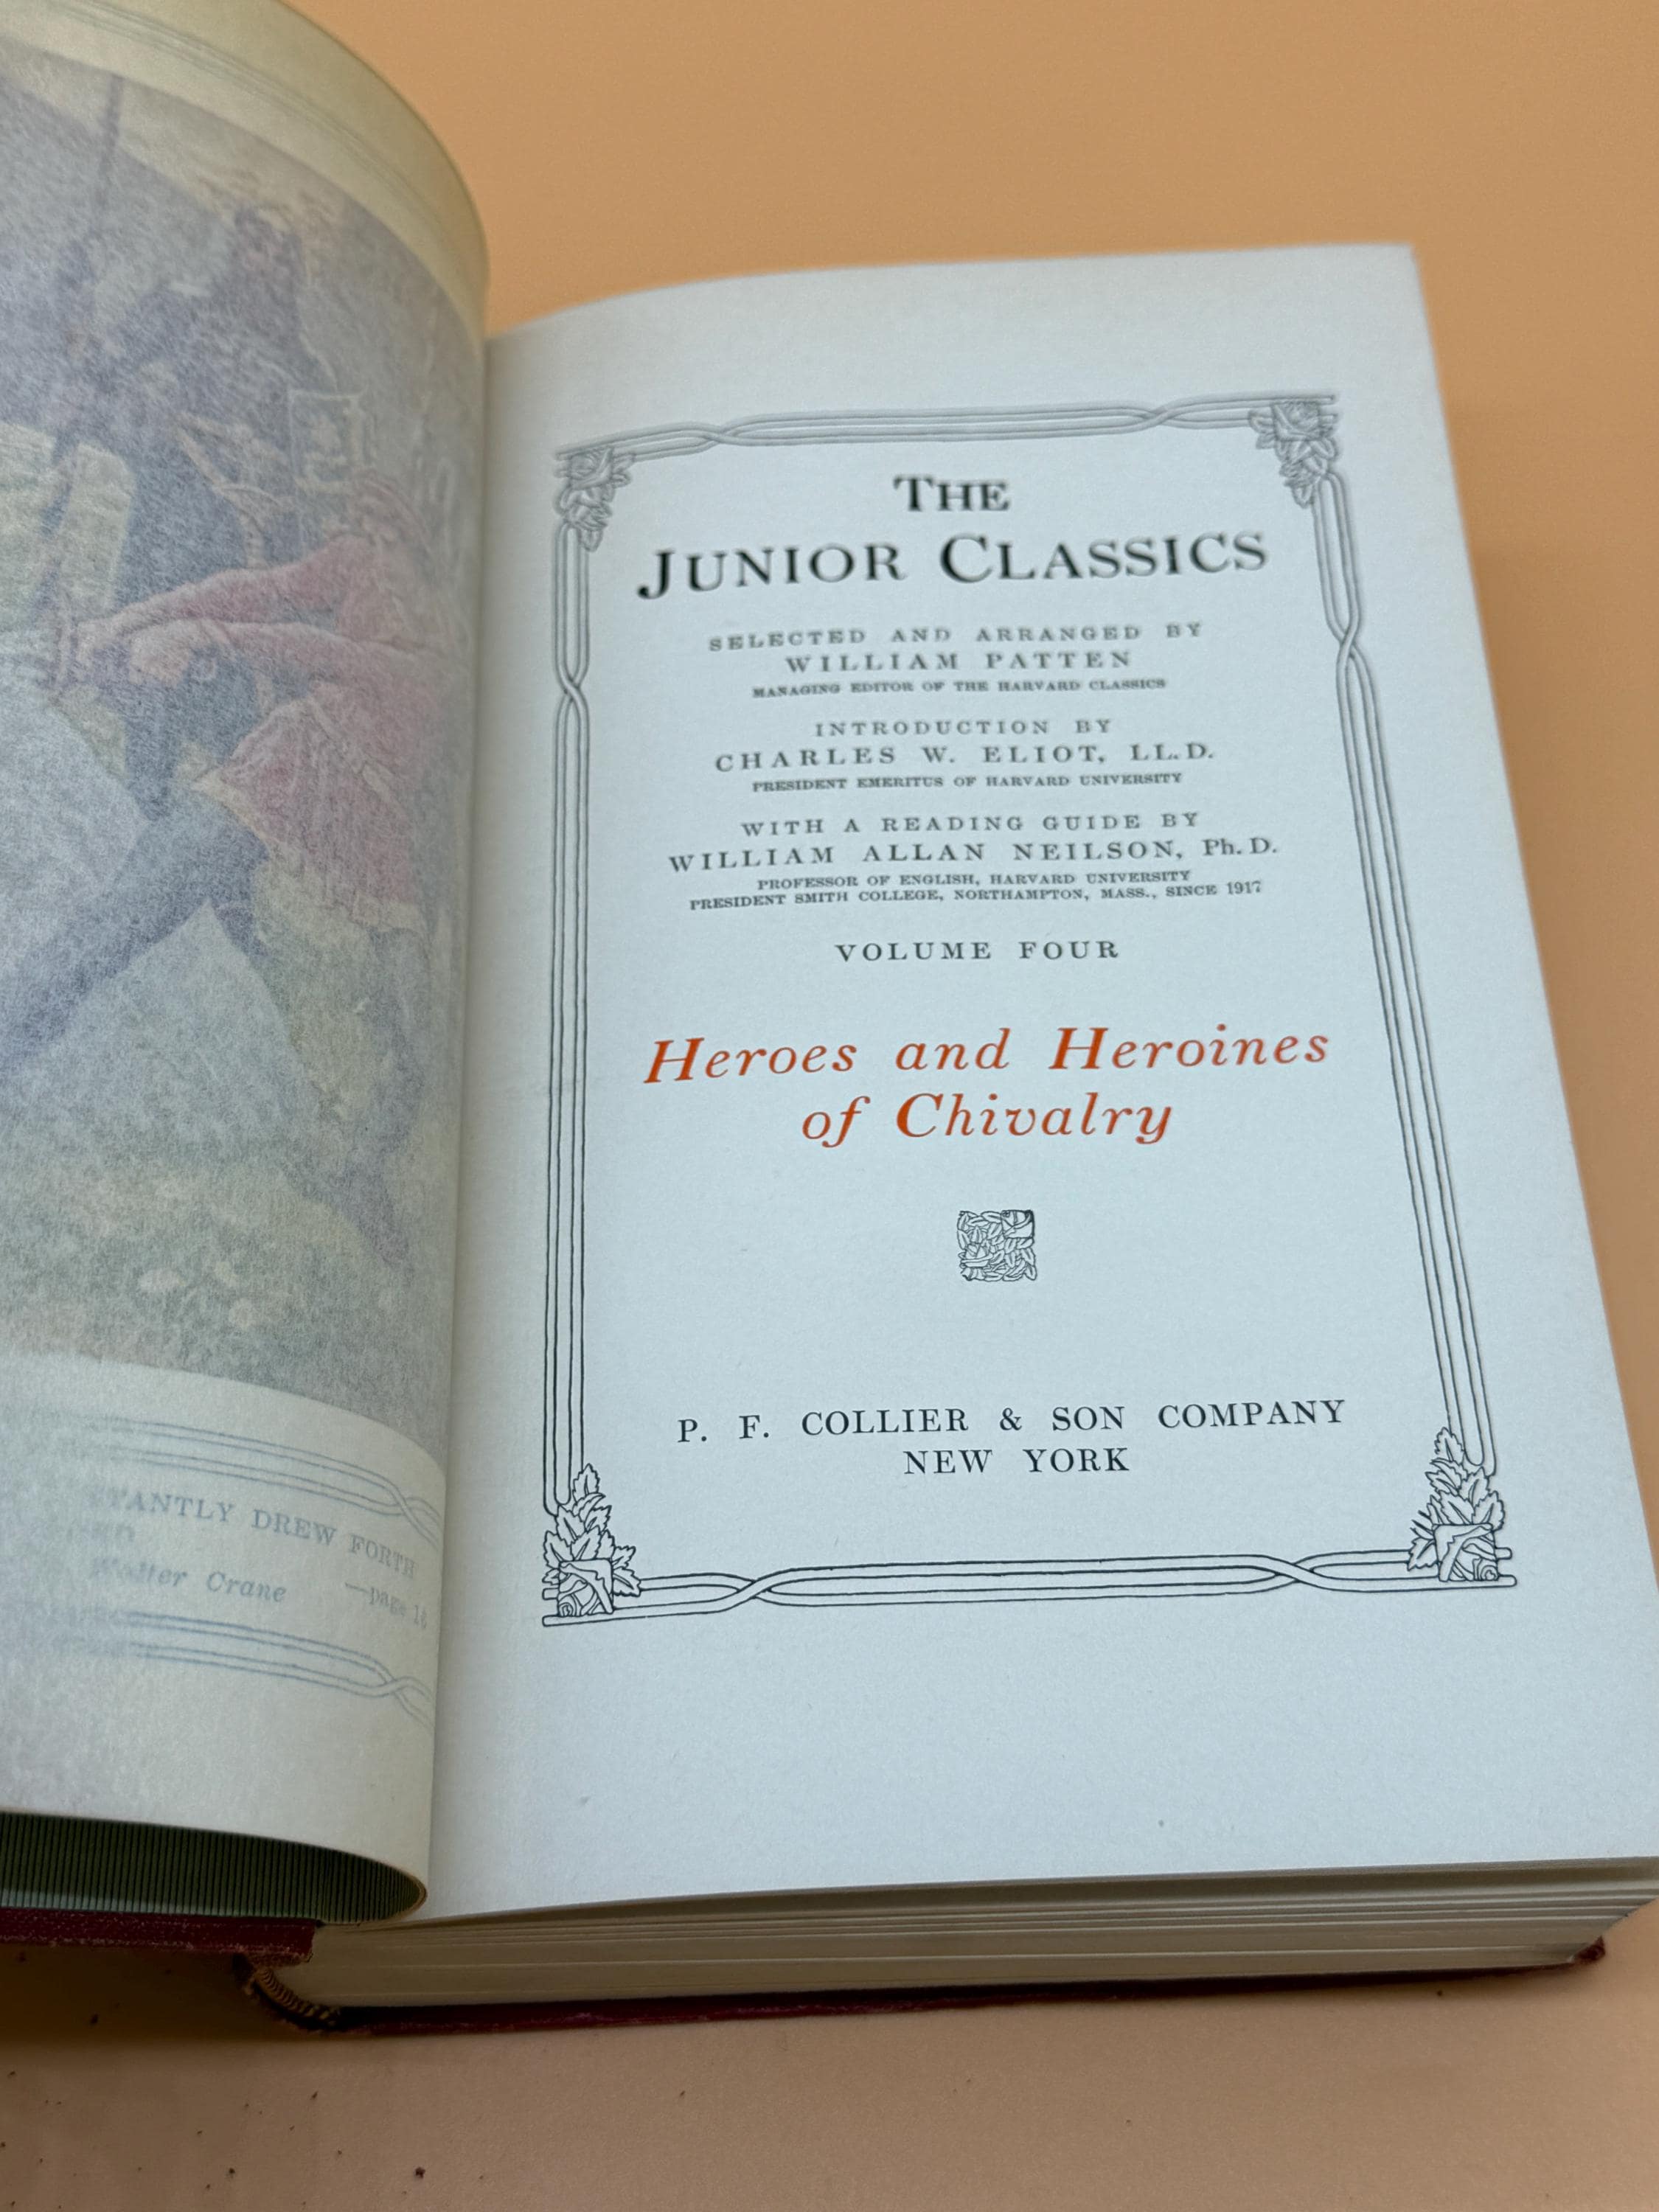 TANTLY DREW FORTH
Walter Crane —page 16
THE
JUNIOR CLASSICS
SELECTED AND ARRANGED BY
WILLIAM PATTEN
MANAGING EDITOR OF THE HARVARD CLASSICS
INTRODUCTION BY
CHARLES W. ELIOT, LL.D.
PRESIDENT EMERITUS OF HARVARD UNIVERSITY
WITH A READING GUIDE BY
WILLIAM ALLAN NEILSON, Ph.D.
PROFESSOR OF ENGLISH, HARVARD UNIVERSITY
PRESIDENT SMITH COLLEGE, NORTHAMPTON, MASS., SINCE 1917
VOLUME FOUR
Heroes and Heroines
of Chivalry
P. F. COLLIER & SON COMPANY
NEW YORK